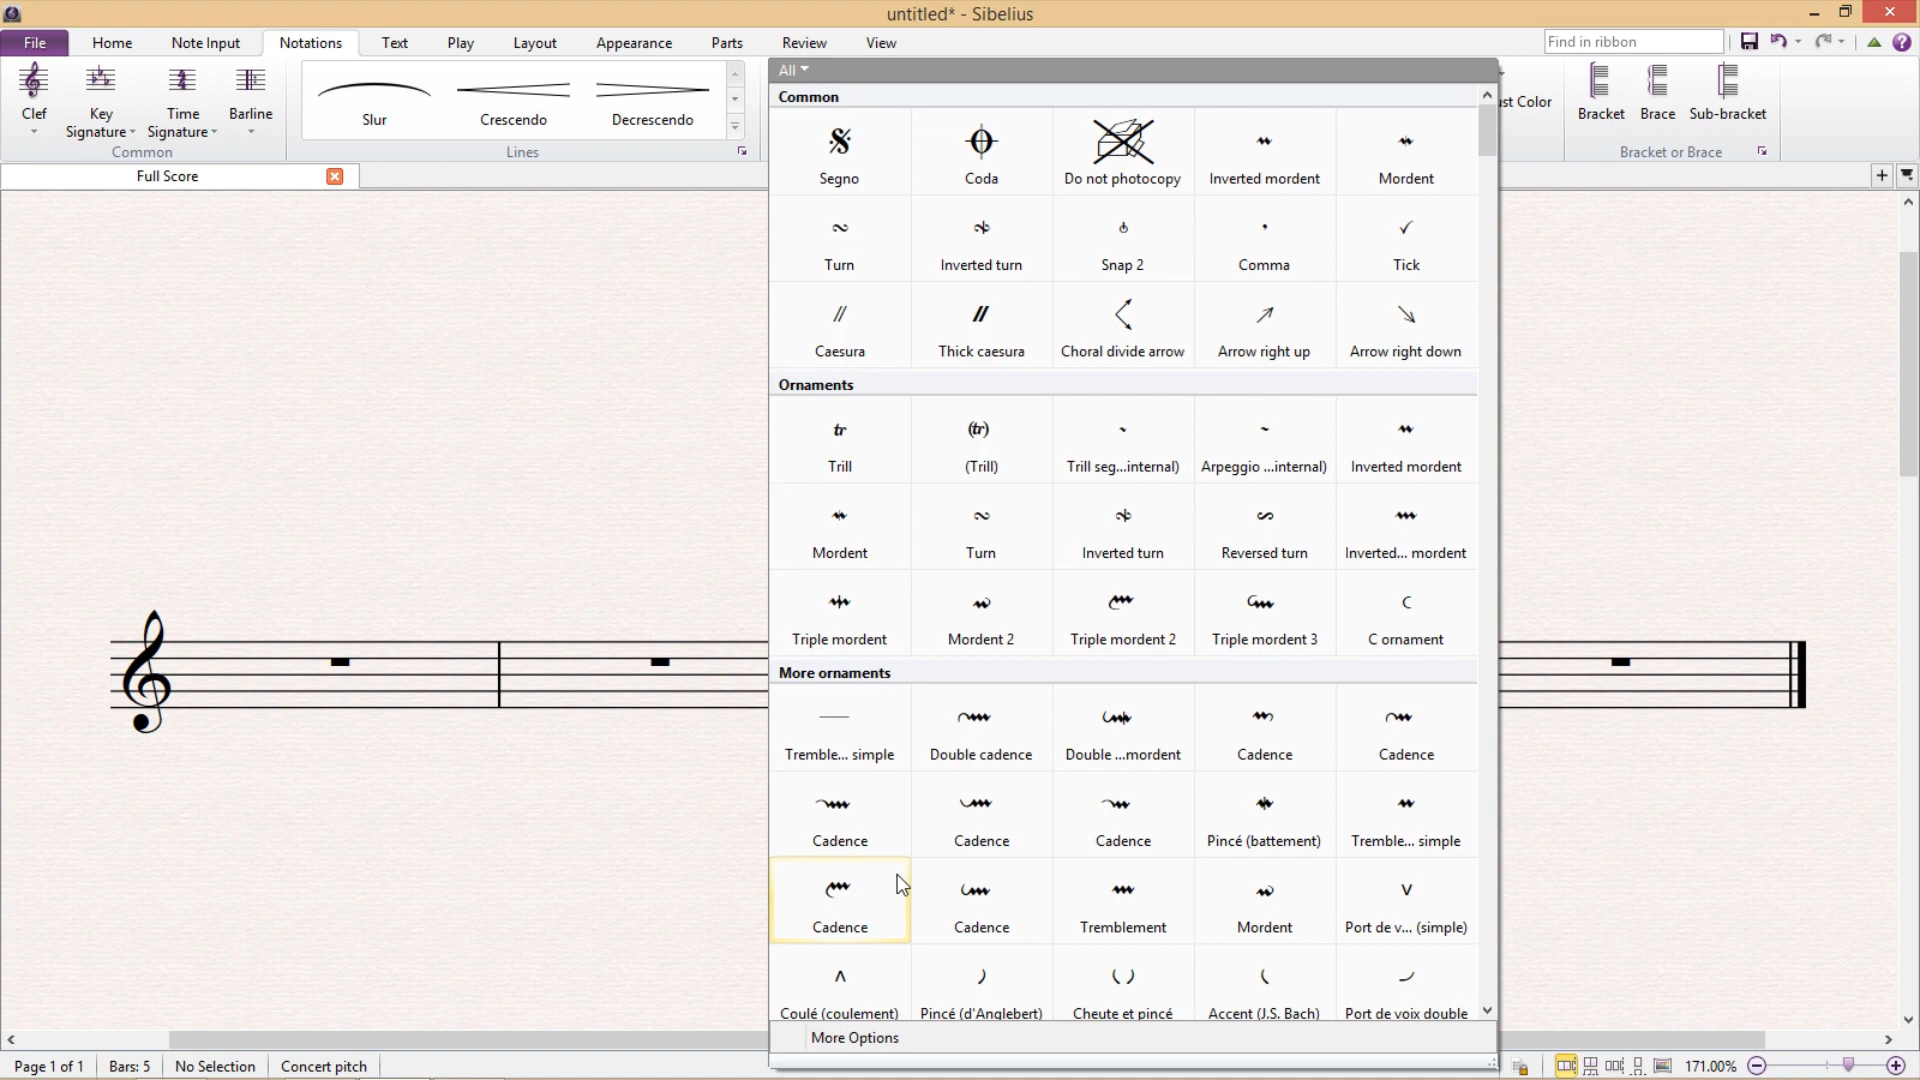 untitled* - Sibelius
File Home Note Input Notations Text Play Layout Appearance Parts Review View Find in ribbon
Clef Key Signature Time Signature Barline
Common
Slur Crescendo Decrescendo
Lines
ust Color
Bracket Brace Sub-bracket
Bracket or Brace
Full Score
All
Common
Segno Coda Do not photocopy Inverted mordent Mordent
Turn Inverted turn Snap 2 Comma Tick
Caesura Thick caesura Choral divide arrow Arrow right up Arrow right down
Ornaments
tr (tr)
Trill (Trill) Trill seg...internal) Arpeggio ...internal) Inverted mordent
Mordent Turn Inverted turn Reversed turn Inverted... mordent
Triple mordent Mordent 2 Triple mordent 2 Triple mordent 3 C ornament
More ornaments
Tremble... simple Double cadence Double ...mordent Cadence Cadence
Cadence Cadence Cadence Pincé (battement) Tremble... simple
Cadence Cadence Tremblement Mordent Port de v... (simple)
Coulé (coulement) Pincé (d'Anglebert) Cheute et pincé Accent (J.S. Bach) Port de voix double
More Options
Page 1 of 1 Bars: 5 No Selection Concert pitch 171.00%